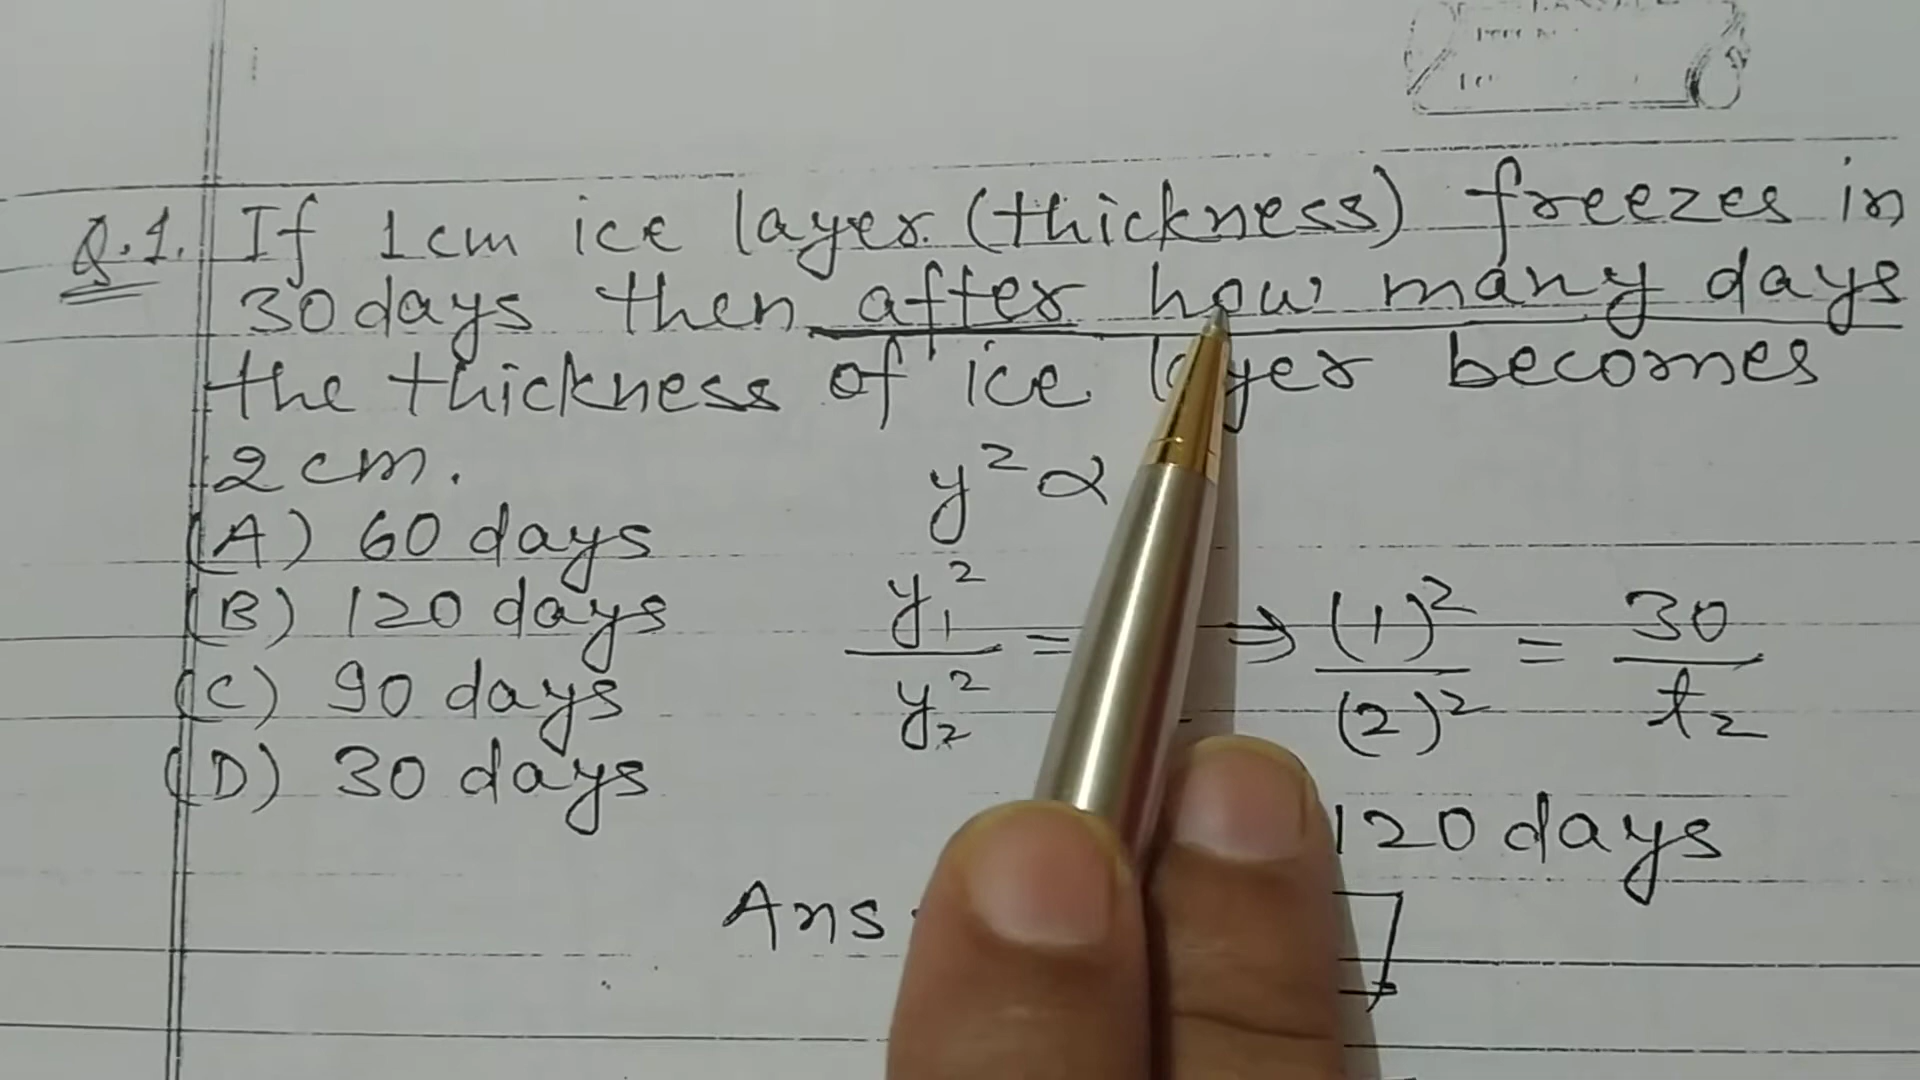 Q.1. If 1cm ice layer (thickness) freezes in
30 days then after how many days
the thickness of ice layer becomes
2 cm.
y² ∝
(A) 60 days
(B) 120 days
(C) 90 days
(D) 30 days
y₁²/y₂² = ⇒ (1)²/(2)² = 30/t₂
120 days
Ans